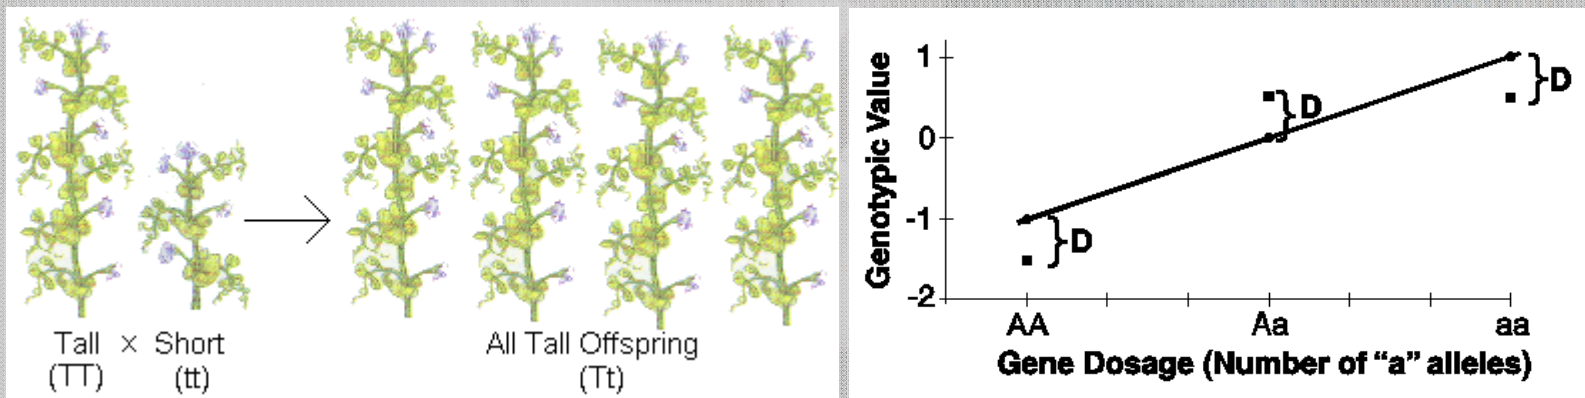 Tall × Short
(TT) (tt)
All Tall Offspring
(Tt)
Genotypic Value
1
0
-1
-2
D
D
D
AA Aa aa
Gene Dosage (Number of “a” alleles)